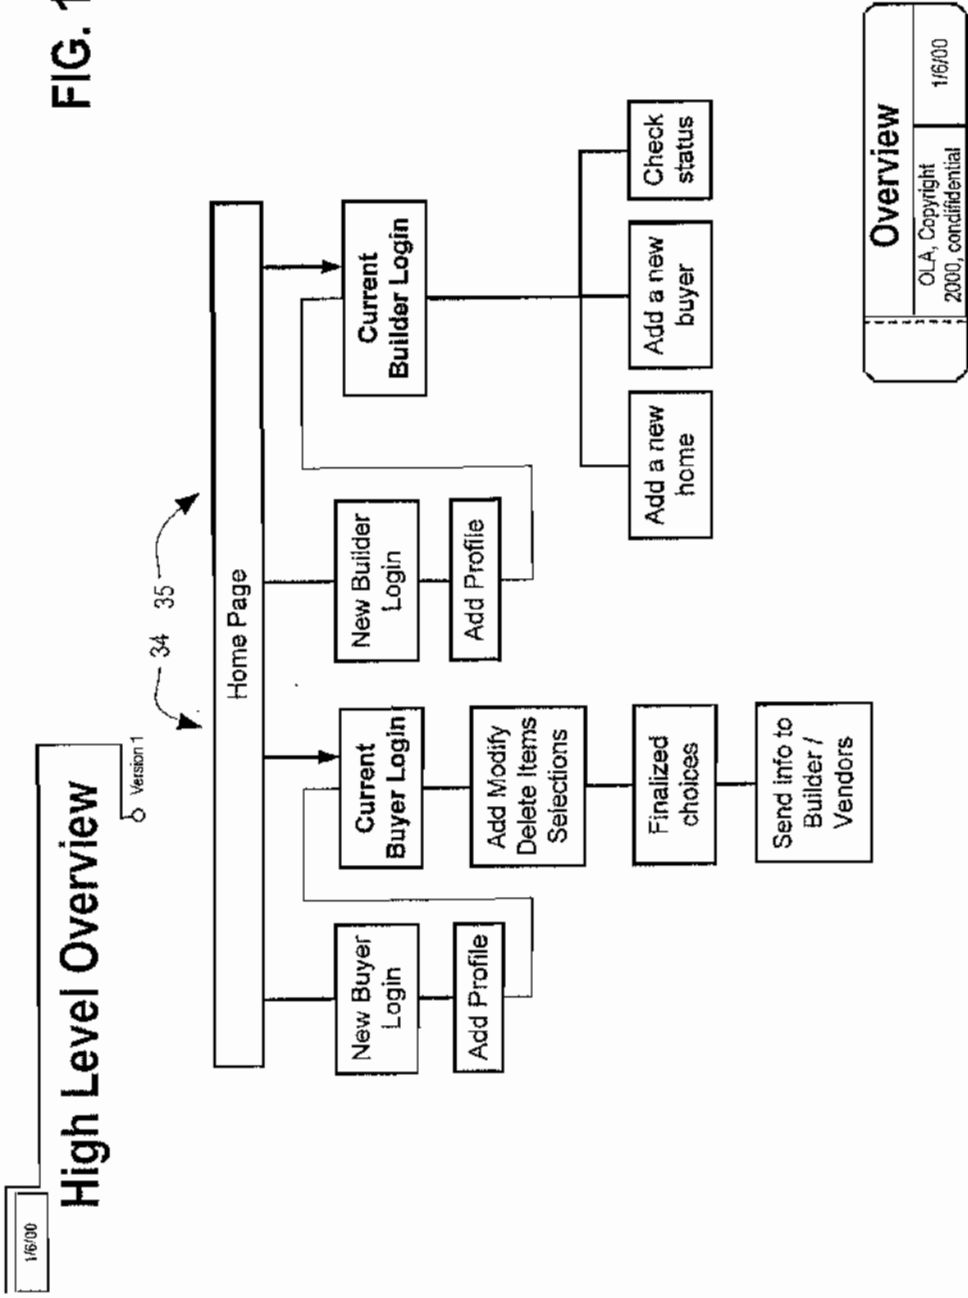 1/6/00
High Level Overview
Version 1
FIG. 1
34
35
Home Page
New Buyer
Login
Add Profile
Current
Buyer Login
Add Modify
Delete Items
Selections
Finalized
choices
Send Info to
Builder /
Vendors
New Builder
Login
Add Profile
Current
Builder Login
Add a new
home
Add a new
buyer
Check
status
Overview
OLA, Copyright
2000, condifidential
1/6/00